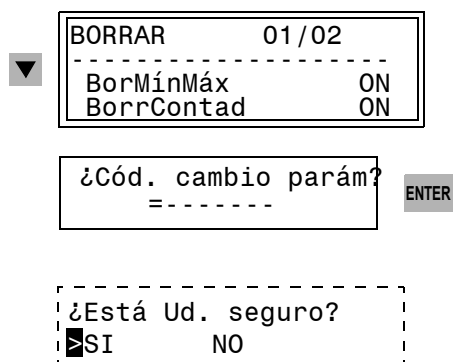 BORRAR 01/02
---------------------
BorMínMáx ON
BorrContad ON
¿Cód. cambio parám?
=-------
ENTER
¿Está Ud. seguro?
>SI NO